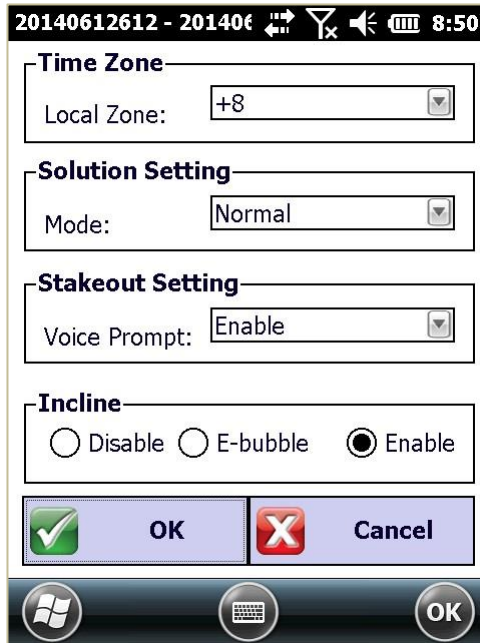 20140612612 - 20140 8:50
Time Zone
Local Zone: +8
Solution Setting
Mode: Normal
Stakeout Setting
Voice Prompt: Enable
Incline
Disable E-bubble Enable
OK Cancel
OK